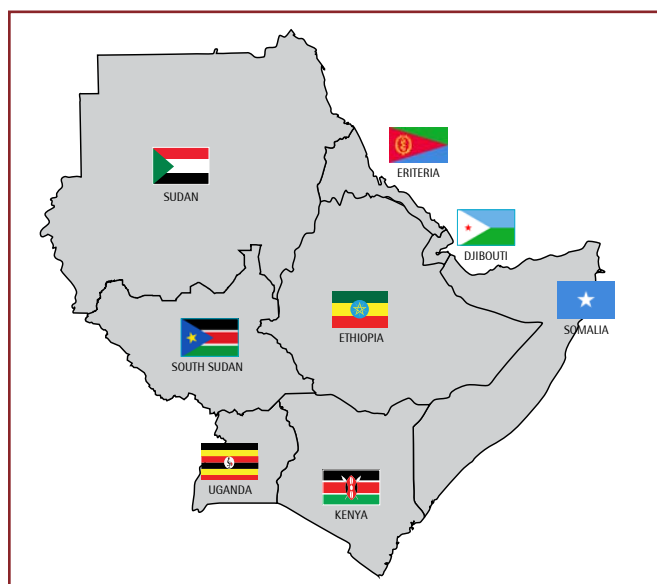 ERITERIA
SUDAN
DJIBOUTI
SOMALIA
ETHIOPIA
SOUTH SUDAN
UGANDA
KENYA